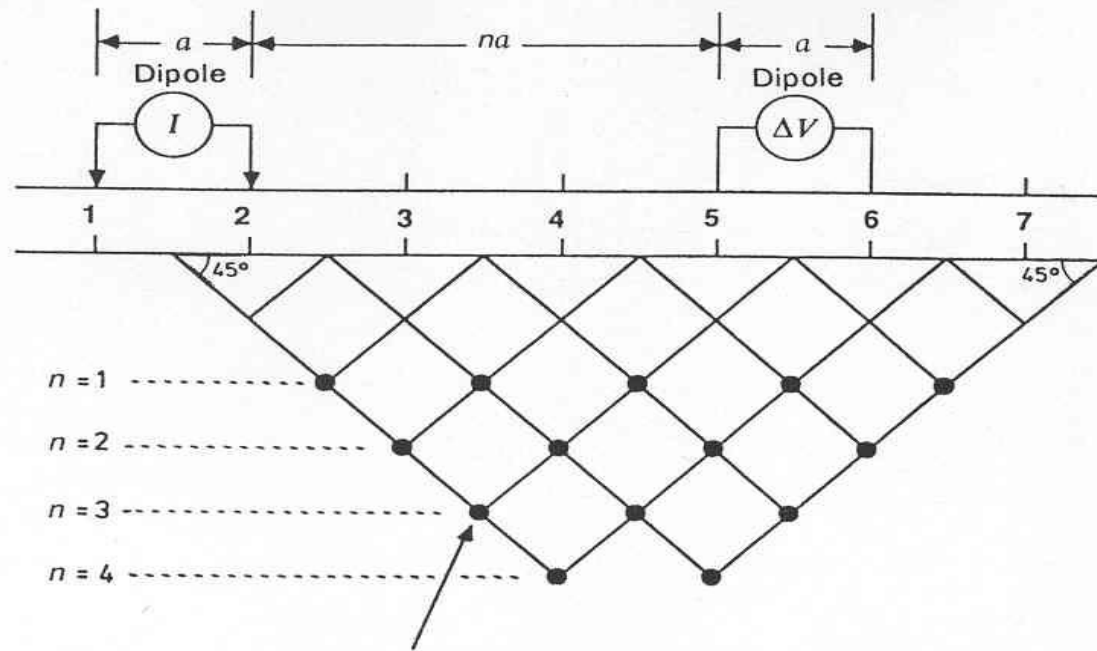 a na a
Dipole Dipole
I ΔV
1 2 3 4 5 6 7
45° 45°
n = 1
n = 2
n = 3
n = 4